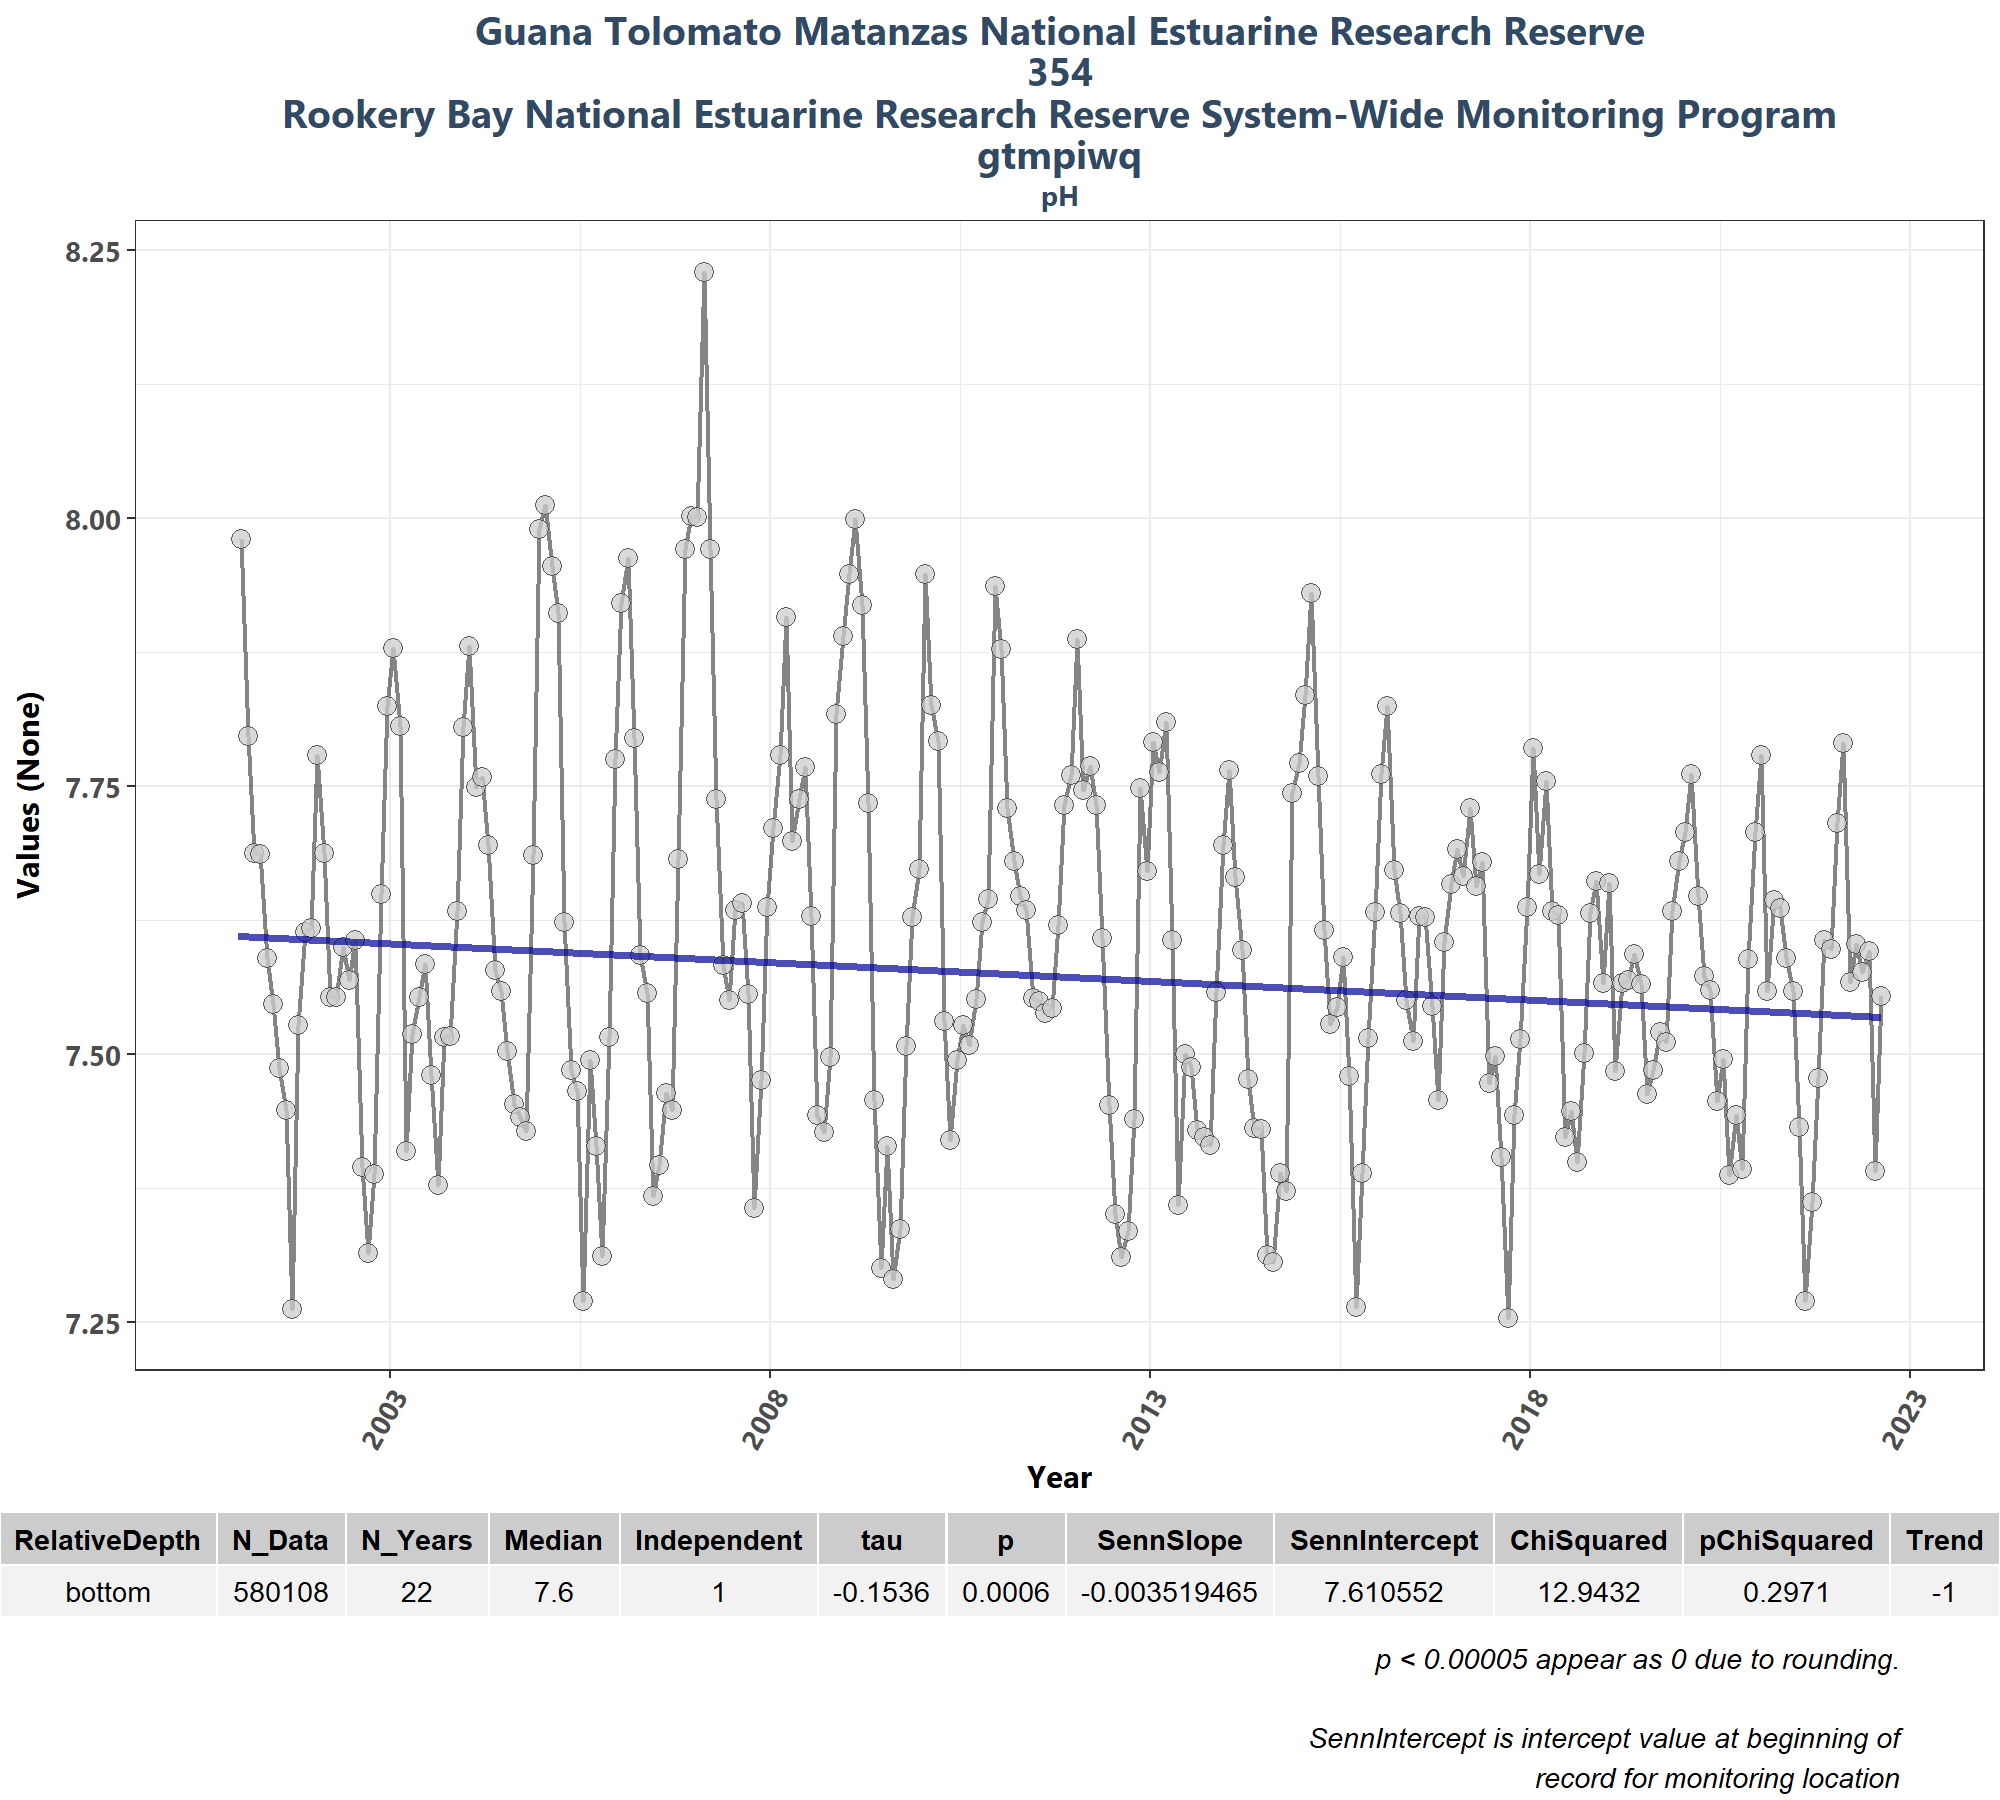 Guana Tolomato Matanzas National Estuarine Research Reserve
354
Rookery Bay National Estuarine Research Reserve System-Wide Monitoring Program
gtmpiwq
pH
8.25
8.00
7.75
7.50
7.25
Values (None)
2003
2008
2013
2018
2023
Year
RelativeDepth N_Data N_Years Median Independent tau p SennSlope SennIntercept ChiSquared pChiSquared Trend
bottom 580108 22 7.6 1 -0.1536 0.0006 -0.003519465 7.610552 12.9432 0.2971 -1
p < 0.00005 appear as 0 due to rounding.
SennIntercept is intercept value at beginning of
record for monitoring location